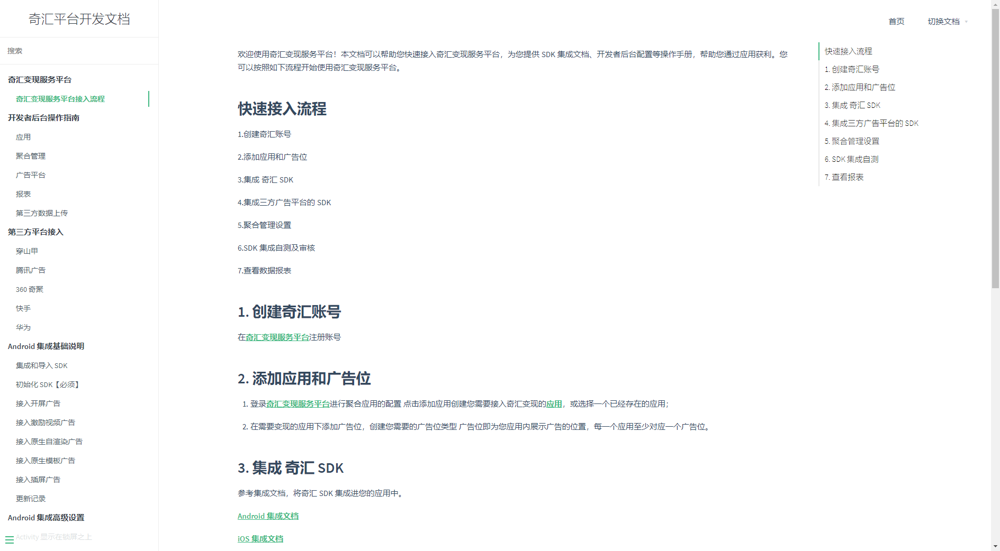 奇汇平台开发文档
搜索
奇汇变现服务平台
奇汇变现服务平台接入流程
开发者后台操作指南
应用
聚合管理
广告平台
报表
第三方数据上传
第三方平台接入
穿山甲
腾讯广告
360 奇聚
快手
华为
Android 集成基础说明
集成和导入 SDK
初始化 SDK【必须】
接入开屏广告
接入激励视频广告
接入原生自渲染广告
接入原生模板广告
接入插屏广告
更新记录
Android 集成高级设置
Activity 显示在锁屏之上
首页
切换文档
欢迎使用奇汇变现服务平台！本文档可以帮助您快速接入奇汇变现服务平台，为您提供 SDK 集成文档、开发者后台配置等操作手册，帮助您通过应用获利。您
可以按照如下流程开始使用奇汇变现服务平台。
快速接入流程
1.创建奇汇账号
2.添加应用和广告位
3.集成 奇汇 SDK
4.集成三方广告平台的 SDK
5.聚合管理设置
6.SDK 集成自测及审核
7.查看数据报表
1. 创建奇汇账号
在奇汇变现服务平台注册账号
2. 添加应用和广告位
1. 登录奇汇变现服务平台进行聚合应用的配置 点击添加应用创建您需要接入奇汇变现的应用，或选择一个已经存在的应用；
2. 在需要变现的应用下添加广告位，创建您需要的广告位类型 广告位即为您应用内展示广告的位置，每一个应用至少对应一个广告位。
3. 集成 奇汇 SDK
参考集成文档，将奇汇 SDK 集成进您的应用中。
Android 集成文档
iOS 集成文档
快速接入流程
1. 创建奇汇账号
2. 添加应用和广告位
3. 集成 奇汇 SDK
4. 集成三方广告平台的 SDK
5. 聚合管理设置
6. SDK 集成自测
7. 查看报表